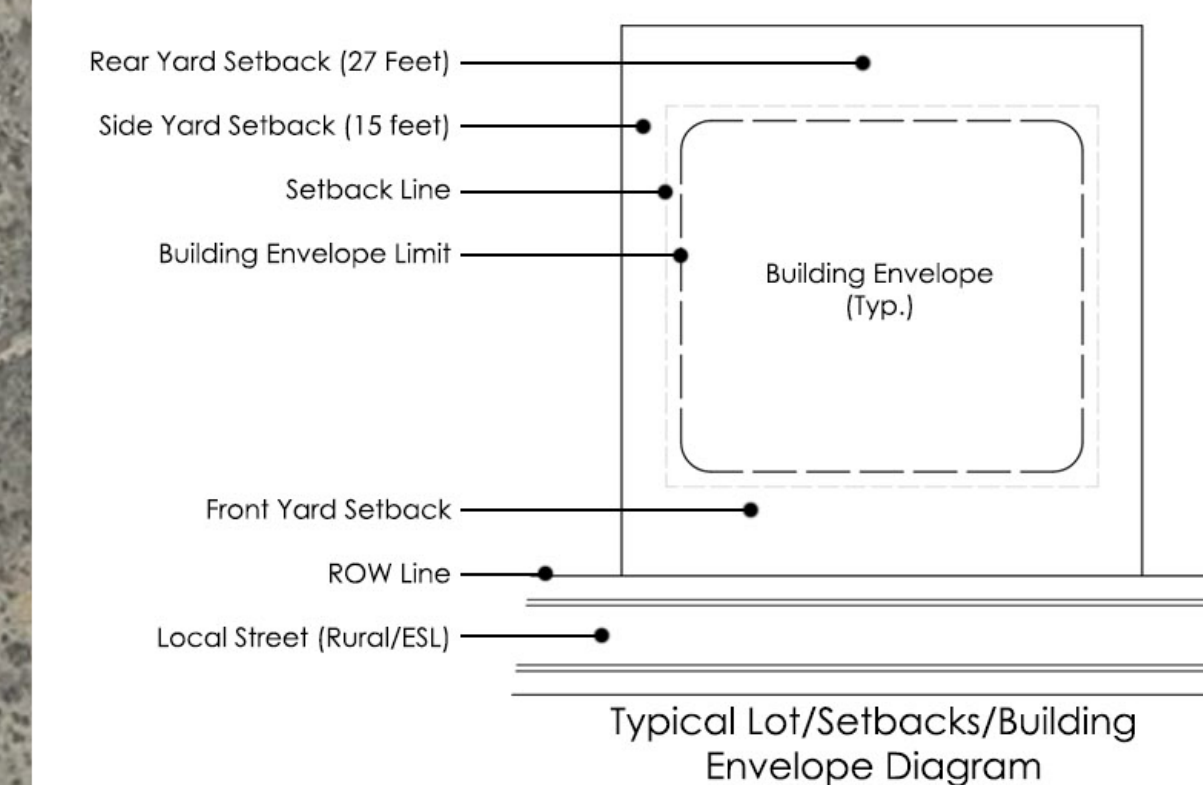 Rear Yard Setback (27 Feet)
Side Yard Setback (15 feet)
Setback Line
Building Envelope Limit
Building Envelope
(Typ.)
Front Yard Setback
ROW Line
Local Street (Rural/ESL)
Typical Lot/Setbacks/Building
Envelope Diagram